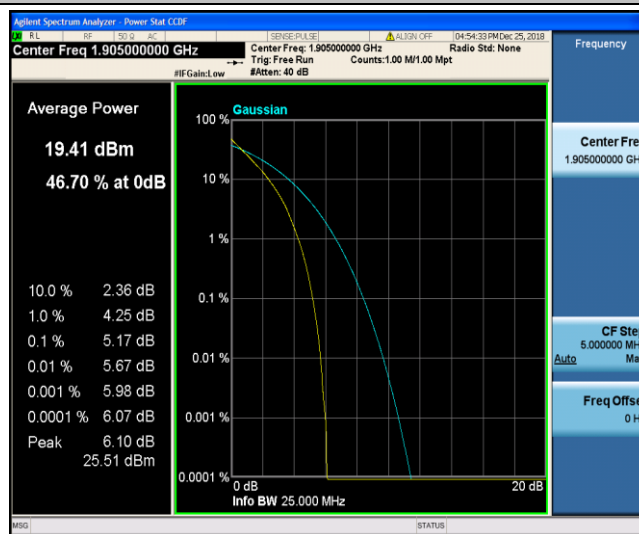 Agilent Spectrum Analyzer - Power Stat CCDF
RL RF 50 Ω AC SENSE:PULSE ALIGN OFF 04:54:33 PM Dec 25, 2018
Center Freq 1.905000000 GHz
Center Freq: 1.905000000 GHz Radio Std: None
Trig: Free Run Counts:1.00 M/1.00 Mpt
#IFGain:Low #Atten: 40 dB
Frequency
Average Power
19.41 dBm
46.70 % at 0dB
10.0 % 2.36 dB
1.0 % 4.25 dB
0.1 % 5.17 dB
0.01 % 5.67 dB
0.001 % 5.98 dB
0.0001 % 6.07 dB
Peak 6.10 dB
25.51 dBm
Gaussian
100 %
10 %
1 %
0.1 %
0.01 %
0.001 %
0.0001 %
0 dB 20 dB
Info BW 25.000 MHz
Center Fre
1.905000000 GH
CF Ste
5.000000 MH
Auto Ma
Freq Offse
0 H
MSG STATUS